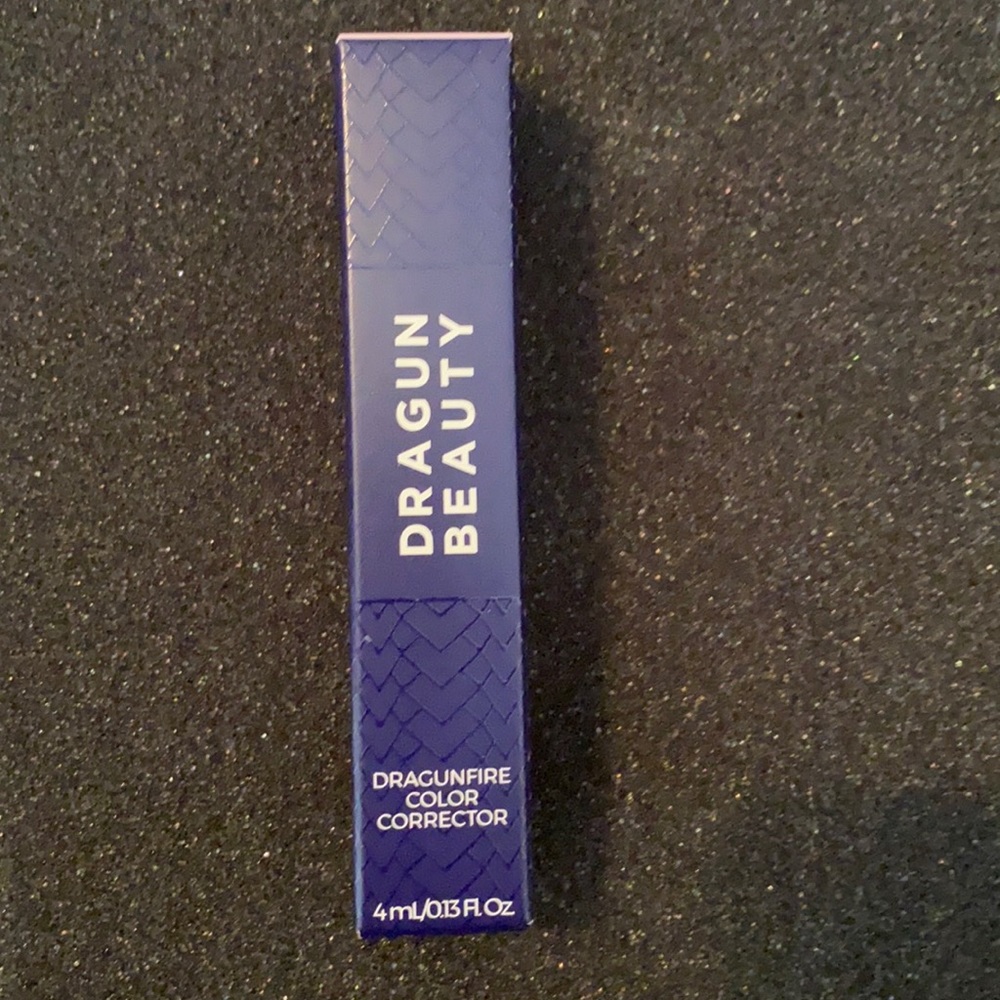 DRAGUN
BEAUTY
DRAGUNFIRE
COLOR
CORRECTOR
4 mL/0.13 Fl. Oz.